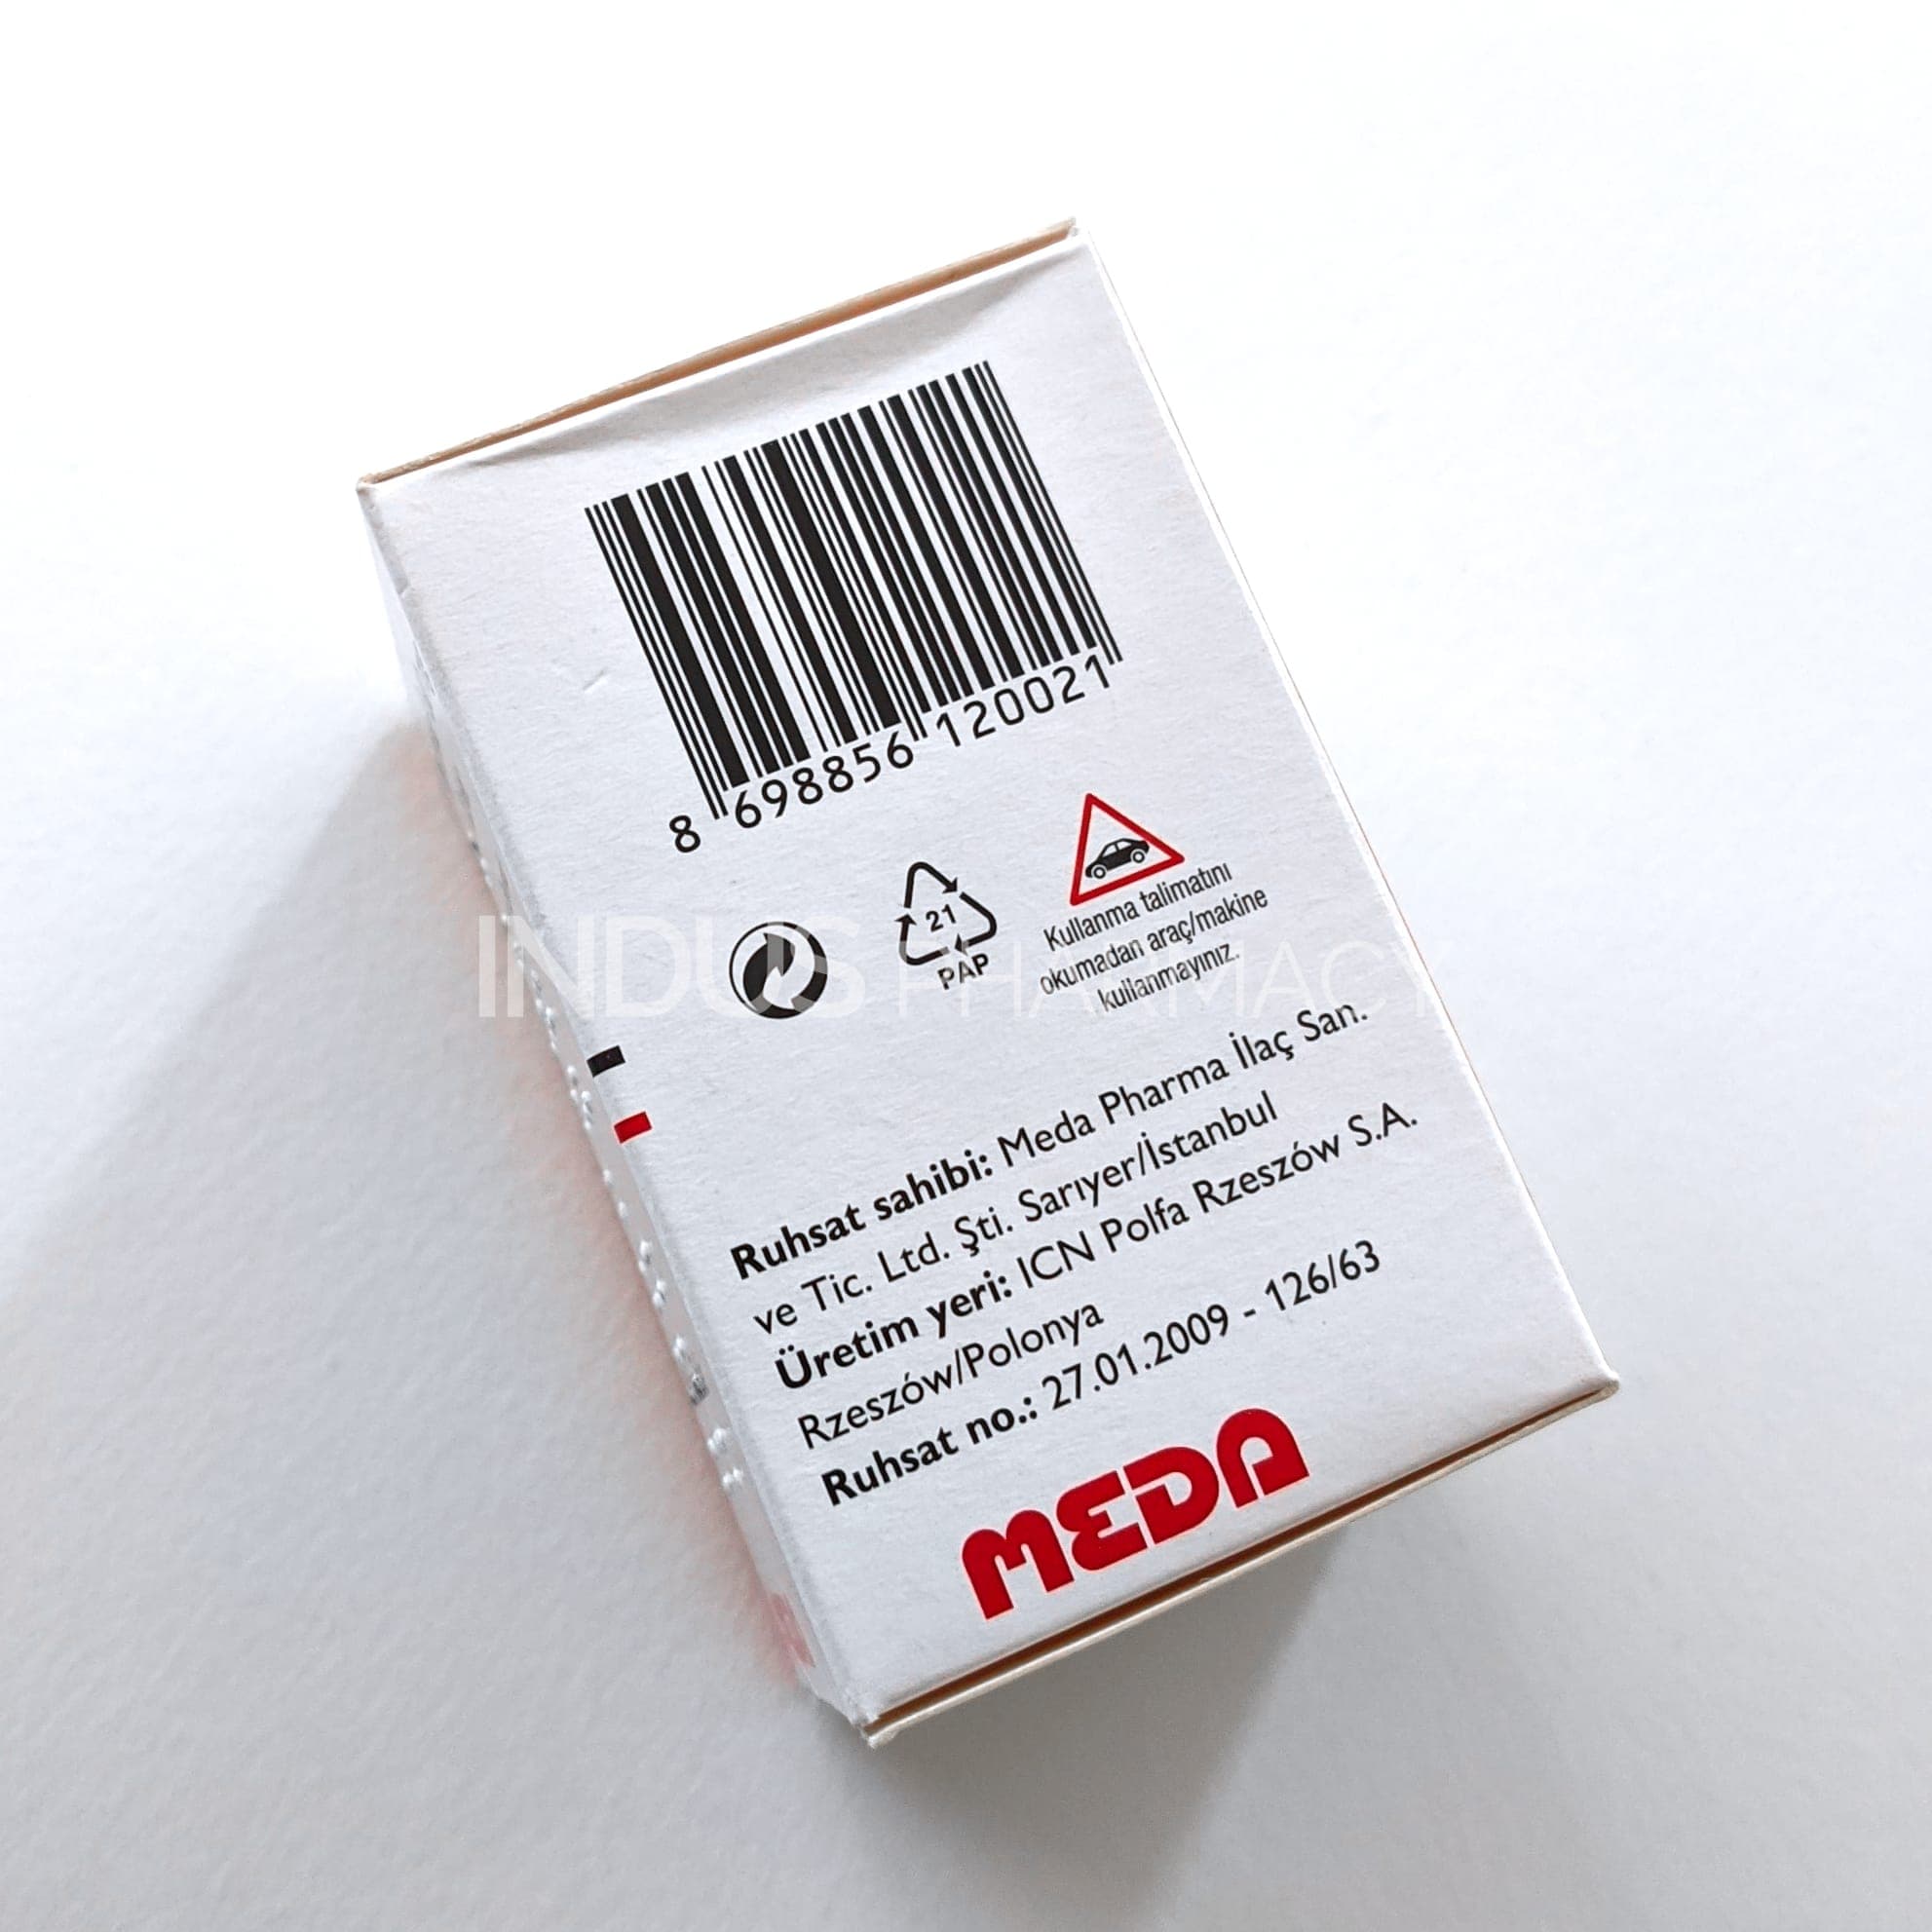 8 698856 120021
21
PAP
Kullanma talimatını
okumadan araç/makine
kullanmayınız.
INDUS PHARMACY
Ruhsat sahibi: Meda Pharma İlaç San.
ve Tic. Ltd. Şti. Sarıyer/İstanbul
Üretim yeri: ICN Polfa Rzeszów S.A.
Rzeszów/Polonya
Ruhsat no.: 27.01.2009 - 126/63
MEDA